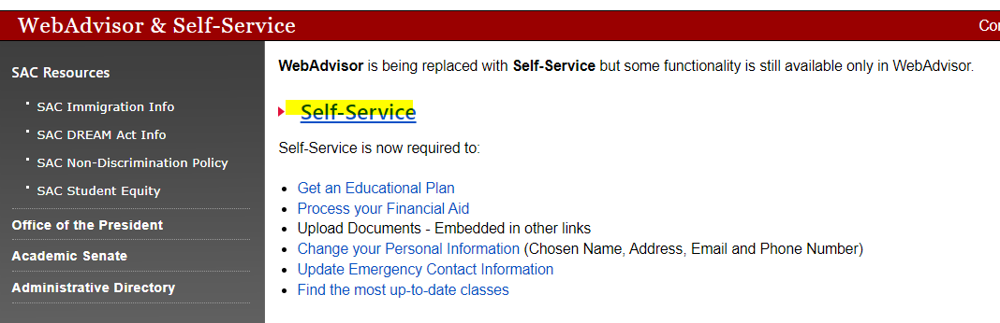 WebAdvisor & Self-Service
SAC Resources
SAC Immigration Info
SAC DREAM Act Info
SAC Non-Discrimination Policy
SAC Student Equity
Office of the President
Academic Senate
Administrative Directory
WebAdvisor is being replaced with Self-Service but some functionality is still available only in WebAdvisor.
Self-Service
Self-Service is now required to:
Get an Educational Plan
Process your Financial Aid
Upload Documents - Embedded in other links
Change your Personal Information (Chosen Name, Address, Email and Phone Number)
Update Emergency Contact Information
Find the most up-to-date classes